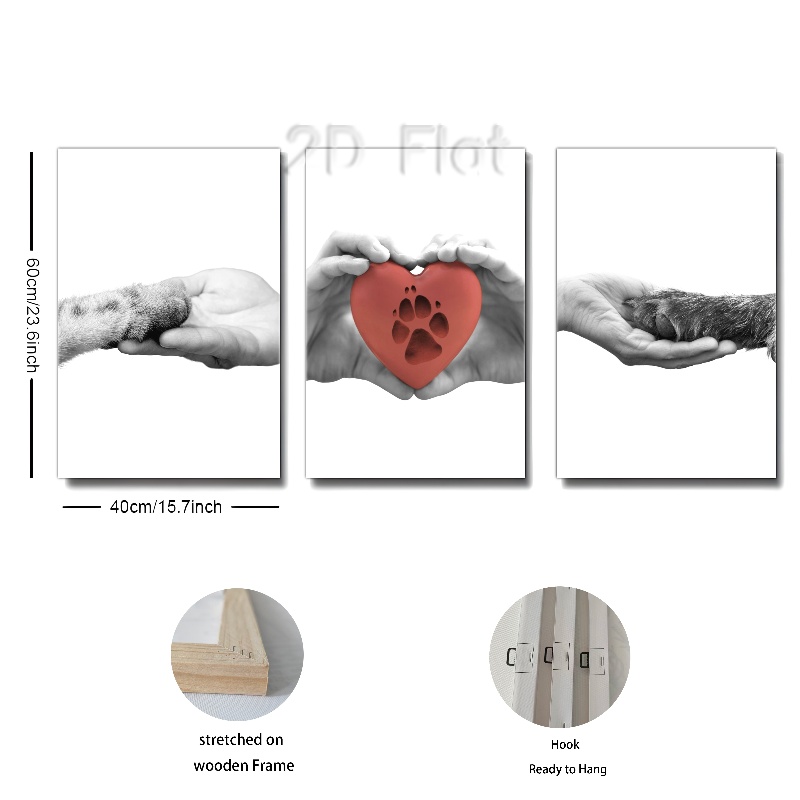 2D Flat
60cm/23.6inch
40cm/15.7inch
stretched on
wooden Frame
Hook
Ready to Hang